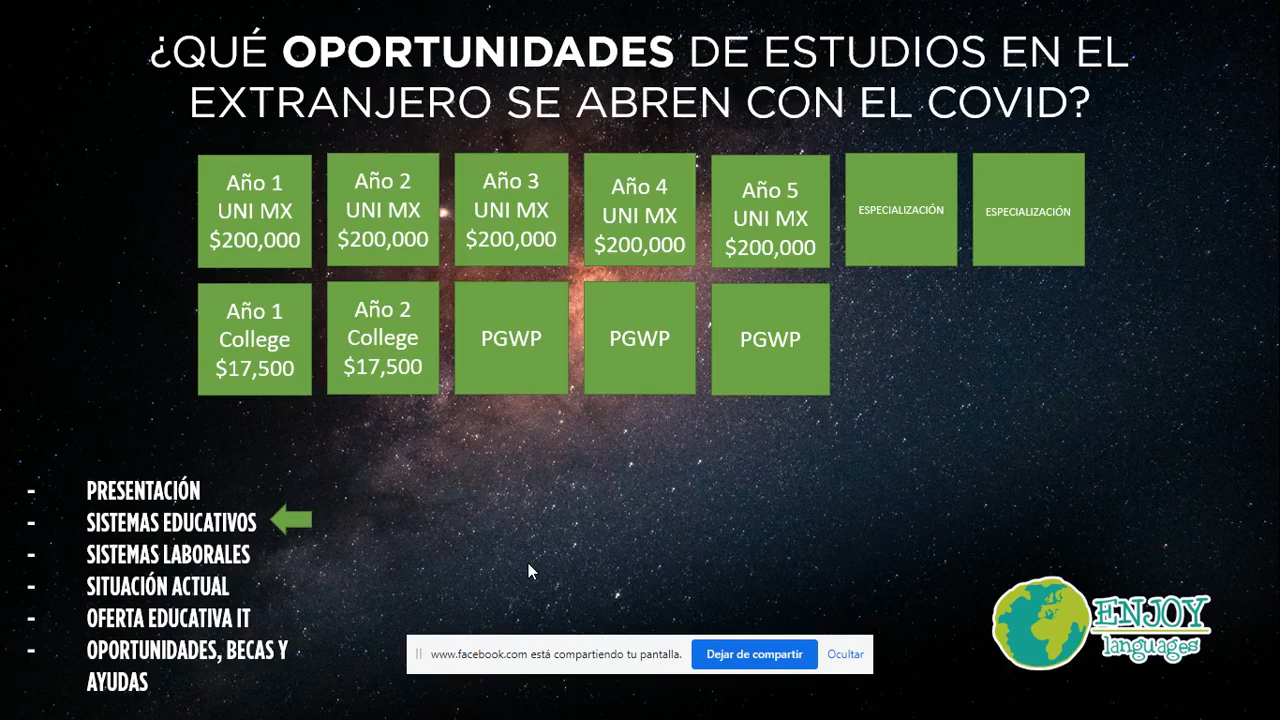 ¿QUÉ OPORTUNIDADES DE ESTUDIOS EN EL
EXTRANJERO SE ABREN CON EL COVID?
Año 1
UNI MX
$200,000
Año 2
UNI MX
$200,000
Año 3
UNI MX
$200,000
Año 4
UNI MX
$200,000
Año 5
UNI MX
$200,000
ESPECIALIZACIÓN
ESPECIALIZACIÓN
Año 1
College
$17,500
Año 2
College
$17,500
PGWP
PGWP
PGWP
- PRESENTACIÓN
- SISTEMAS EDUCATIVOS
- SISTEMAS LABORALES
- SITUACIÓN ACTUAL
- OFERTA EDUCATIVA IT
- OPORTUNIDADES, BECAS Y
AYUDAS
www.facebook.com está compartiendo tu pantalla.
Dejar de compartir
Ocultar
ENJOY
languages